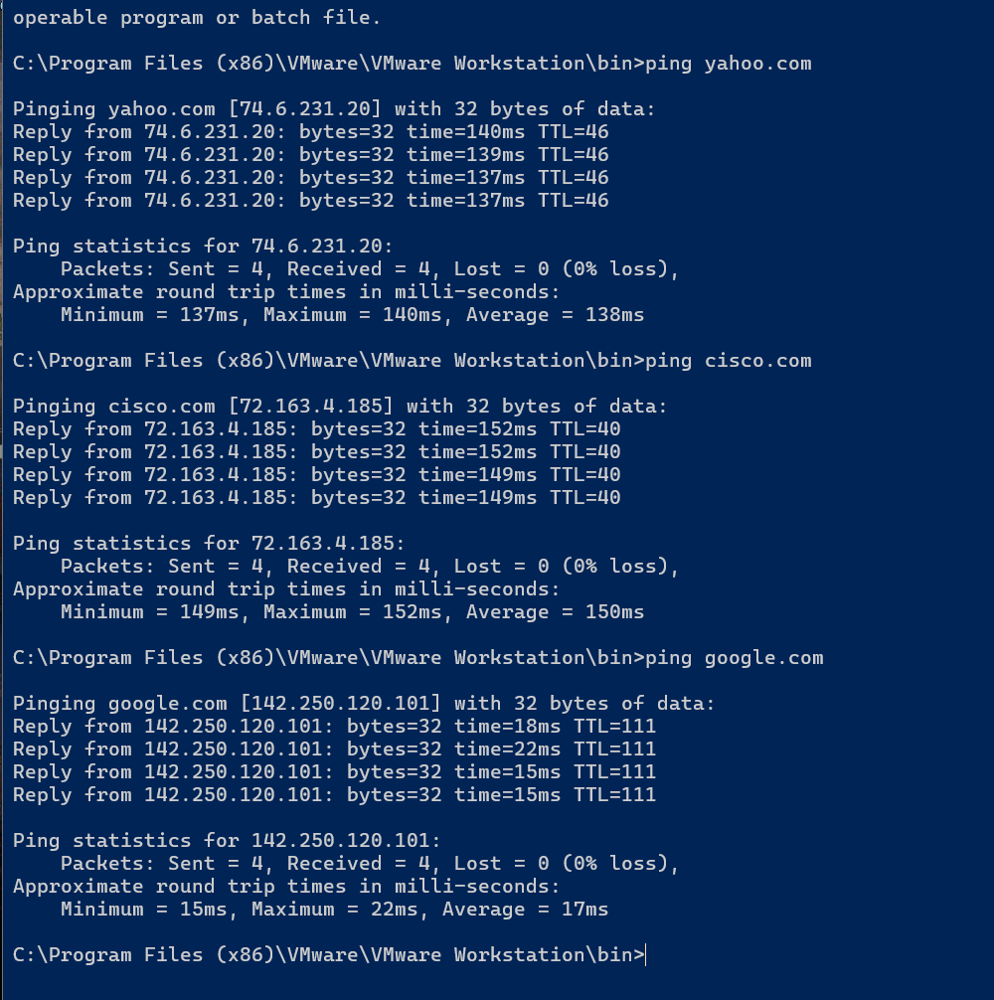 operable program or batch file.
C:\Program Files (x86)\VMware\VMware Workstation\bin>ping yahoo.com
Pinging yahoo.com [74.6.231.20] with 32 bytes of data:
Reply from 74.6.231.20: bytes=32 time=140ms TTL=46
Reply from 74.6.231.20: bytes=32 time=139ms TTL=46
Reply from 74.6.231.20: bytes=32 time=137ms TTL=46
Reply from 74.6.231.20: bytes=32 time=137ms TTL=46
Ping statistics for 74.6.231.20:
    Packets: Sent = 4, Received = 4, Lost = 0 (0% loss),
Approximate round trip times in milli-seconds:
    Minimum = 137ms, Maximum = 140ms, Average = 138ms
C:\Program Files (x86)\VMware\VMware Workstation\bin>ping cisco.com
Pinging cisco.com [72.163.4.185] with 32 bytes of data:
Reply from 72.163.4.185: bytes=32 time=152ms TTL=40
Reply from 72.163.4.185: bytes=32 time=152ms TTL=40
Reply from 72.163.4.185: bytes=32 time=149ms TTL=40
Reply from 72.163.4.185: bytes=32 time=149ms TTL=40
Ping statistics for 72.163.4.185:
    Packets: Sent = 4, Received = 4, Lost = 0 (0% loss),
Approximate round trip times in milli-seconds:
    Minimum = 149ms, Maximum = 152ms, Average = 150ms
C:\Program Files (x86)\VMware\VMware Workstation\bin>ping google.com
Pinging google.com [142.250.120.101] with 32 bytes of data:
Reply from 142.250.120.101: bytes=32 time=18ms TTL=111
Reply from 142.250.120.101: bytes=32 time=22ms TTL=111
Reply from 142.250.120.101: bytes=32 time=15ms TTL=111
Reply from 142.250.120.101: bytes=32 time=15ms TTL=111
Ping statistics for 142.250.120.101:
    Packets: Sent = 4, Received = 4, Lost = 0 (0% loss),
Approximate round trip times in milli-seconds:
    Minimum = 15ms, Maximum = 22ms, Average = 17ms
C:\Program Files (x86)\VMware\VMware Workstation\bin>